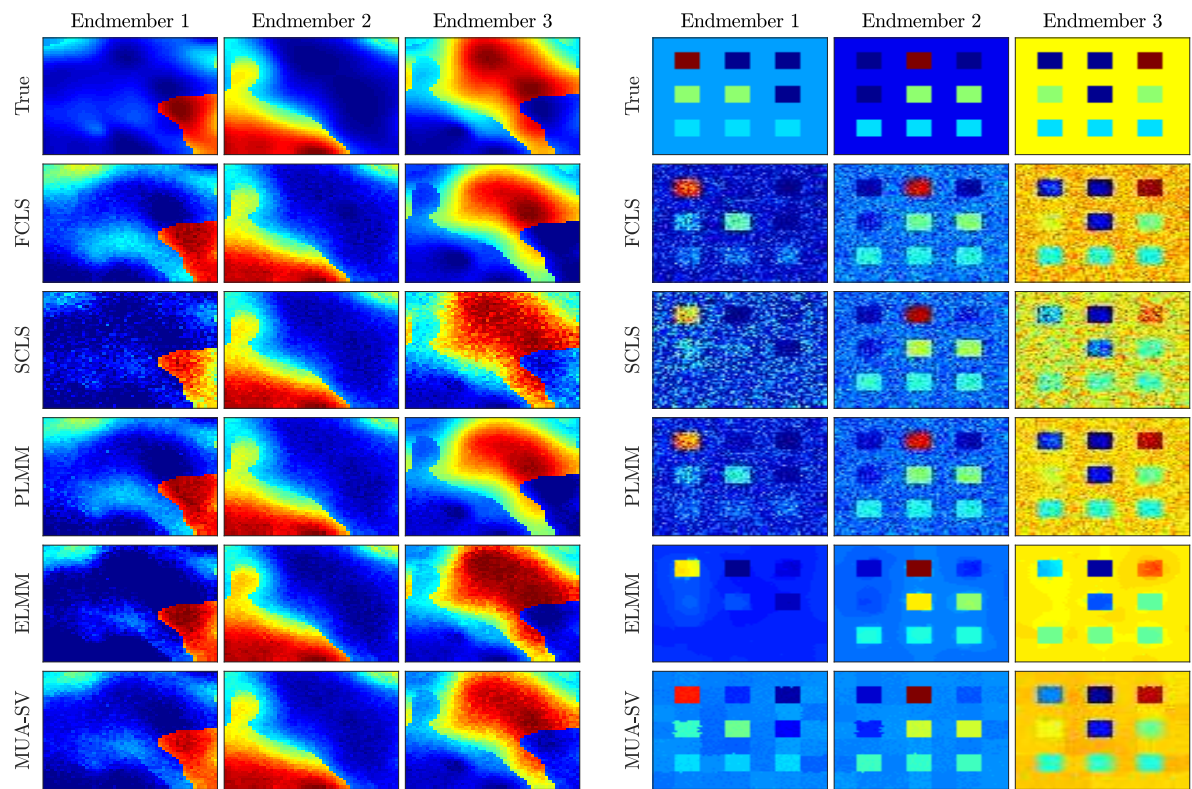 Endmember 1 Endmember 2 Endmember 3 Endmember 1 Endmember 2 Endmember 3
True True
FCLS FCLS
SCLS SCLS
PLMM PLMM
ELMM ELMM
MUA-SV MUA-SV